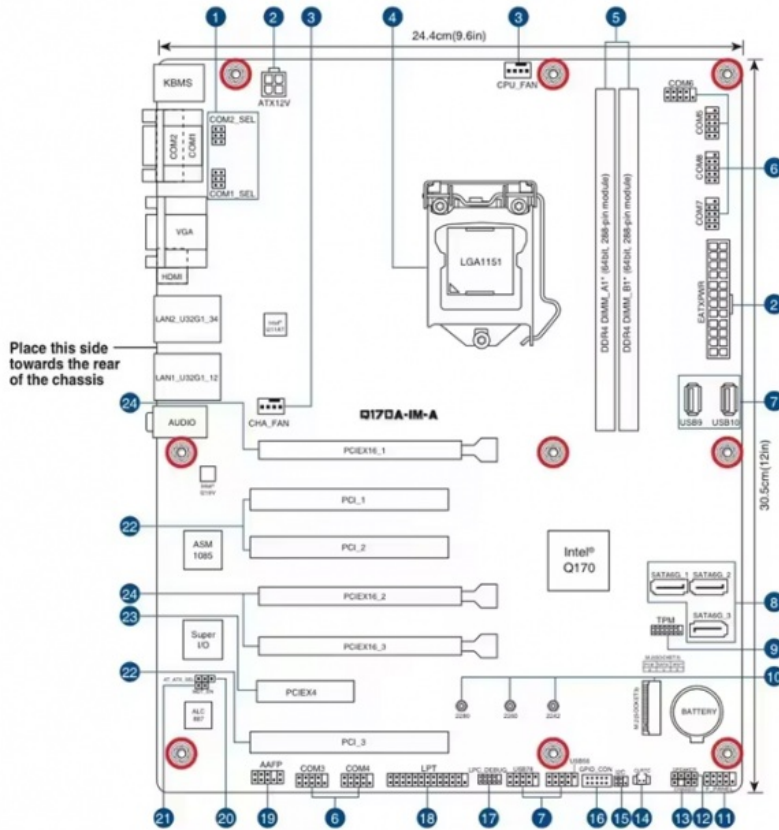 1
2
3
4
3
5
24.4cm(9.6in)
KBMS
ATX12V
CPU_FAN
COM6
COM2_SEL
COM2
COM1
COM1_SEL
COM5
COM8
COM7
6
VGA
HDMI
LGA1151
DDR4 DIMM_A1* (64bit, 288-pin module)
DDR4 DIMM_B1* (64bit, 288-pin module)
EATXPWR
2
LAN2_U32G1_34
Place this side
towards the rear
of the chassis
LAN1_U32G1_12
7
USB9
USB10
24
AUDIO
CHA_FAN
Q170A-IM-A
PCIEX16_1
30.5cm(12in)
PCI_1
22
ASM
1085
PCI_2
Intel®
Q170
SATA6G_1
SATA6G_2
8
24
PCIEX16_2
23
SATA6G_3
TPM
9
Super
I/O
PCIEX16_3
22
10
PCIEX4
2280
2260
2242
BATTERY
ALC
887
PCI_3
AAFP
COM3
COM4
LPT
LPC_DEBUG
USB78
USB56
GPIO_CON
21
20
19
6
18
17
7
16
15
14
13
12
11